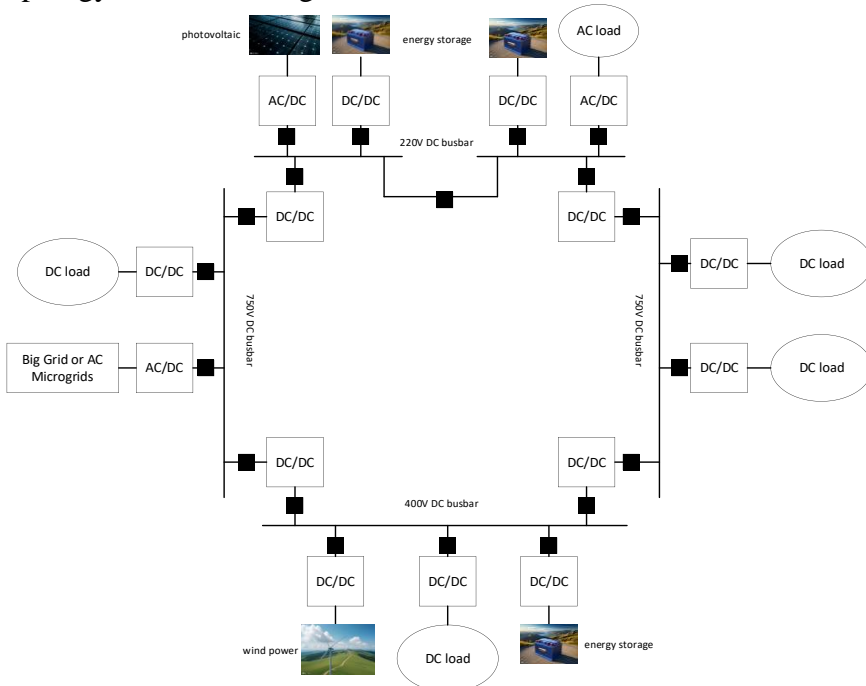 photovoltaic
energy storage
AC load
AC/DC
DC/DC
DC/DC
AC/DC
220V DC busbar
DC/DC
DC/DC
DC load
DC/DC
DC/DC
DC load
750V DC busbar
750V DC busbar
Big Grid or AC
Microgrids
AC/DC
DC/DC
DC load
DC/DC
DC/DC
400V DC busbar
DC/DC
DC/DC
DC/DC
wind power
DC load
energy storage